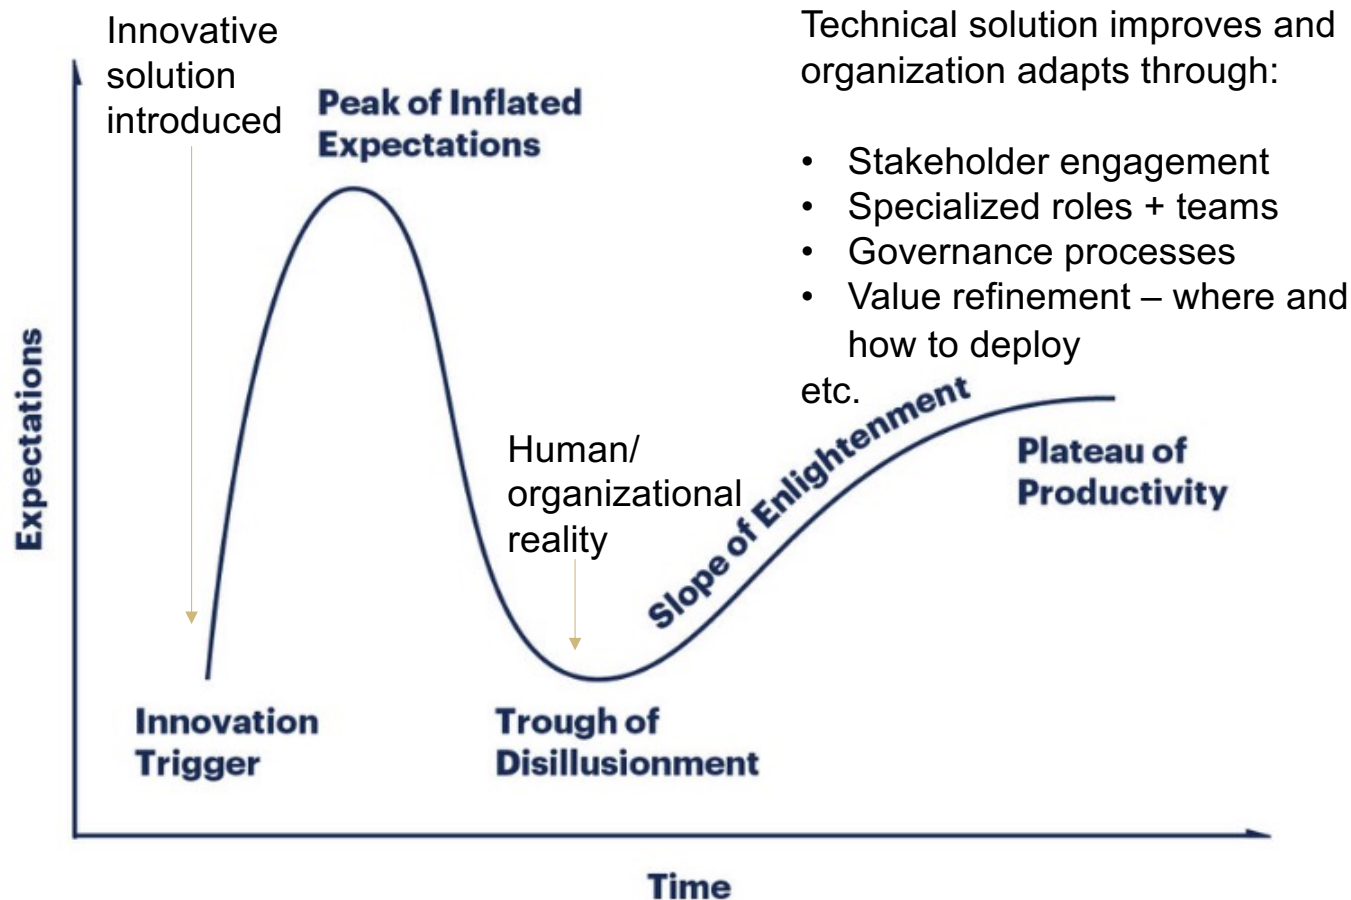 Innovative
solution
introduced
Peak of Inflated
Expectations
Technical solution improves and
organization adapts through:
• Stakeholder engagement
• Specialized roles + teams
• Governance processes
• Value refinement – where and
how to deploy
etc.
Expectations
Human/
organizational
reality
Slope of Enlightenment
Plateau of
Productivity
Innovation
Trigger
Trough of
Disillusionment
Time